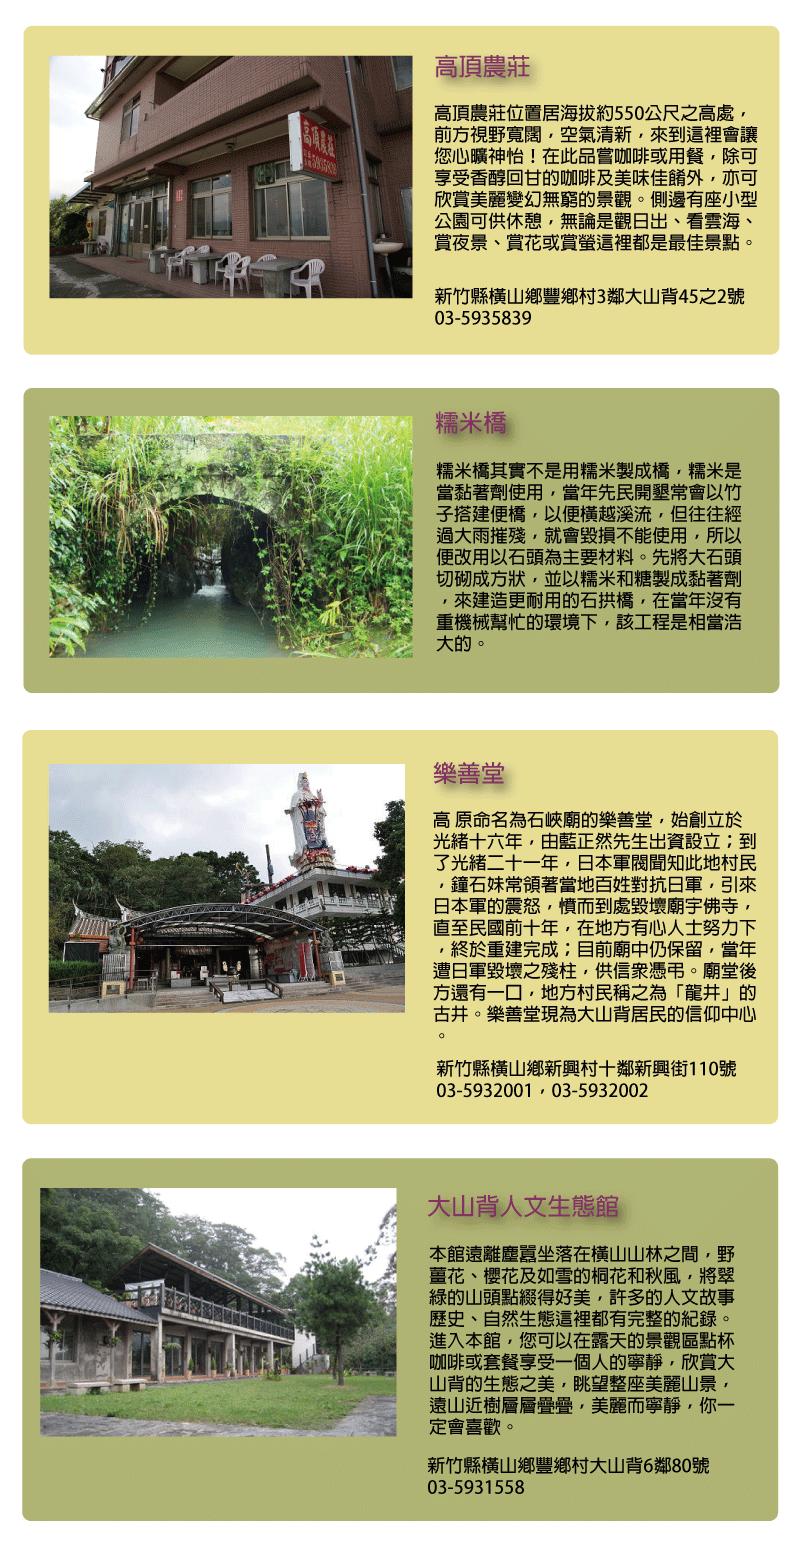 高頂農莊
高頂農莊位置居海拔約550公尺之高處，
前方視野寬闊，空氣清新，來到這裡會讓
您心曠神怡！在此品嘗咖啡或用餐，除可
享受香醇回甘的咖啡及美味佳餚外，亦可
欣賞美麗變幻無窮的景觀。側邊有座小型
公園可供休憩，無論是觀日出、看雲海、
賞夜景、賞花或賞螢這裡都是最佳景點。
新竹縣橫山鄉豐鄉村3鄰大山背45之2號
03-5935839
高頂農莊
5935839
糯米橋
糯米橋其實不是用糯米製成橋，糯米是
當黏著劑使用，當年先民開墾常會以竹
子搭建便橋，以便橫越溪流，但往往經
過大雨摧殘，就會毀損不能使用，所以
便改用以石頭為主要材料。先將大石頭
切砌成方狀，並以糯米和糖製成黏著劑
，來建造更耐用的石拱橋，在當年沒有
重機械幫忙的環境下，該工程是相當浩
大的。
樂善堂
高 原命名為石峽廟的樂善堂，始創立於
光緒十六年，由藍正然先生出資設立；到
了光緒二十一年，日本軍閥聞知此地村民
，鐘石妹常領著當地百姓對抗日軍，引來
日本軍的震怒，憤而到處毀壞廟宇佛寺，
直至民國前十年，在地方有心人士努力下
，終於重建完成；目前廟中仍保留，當年
遭日軍毀壞之殘柱，供信眾憑弔。廟堂後
方還有一口，地方村民稱之為「龍井」的
古井。樂善堂現為大山背居民的信仰中心
。
新竹縣橫山鄉新興村十鄰新興街110號
03-5932001，03-5932002
大山背人文生態館
本館遠離塵囂坐落在橫山山林之間，野
薑花、櫻花及如雪的桐花和秋風，將翠
綠的山頭點綴得好美，許多的人文故事
歷史、自然生態這裡都有完整的紀錄。
進入本館，您可以在露天的景觀區點杯
咖啡或套餐享受一個人的寧靜，欣賞大
山背的生態之美，眺望整座美麗山景，
遠山近樹層層疊疊，美麗而寧靜，你一
定會喜歡。
新竹縣橫山鄉豐鄉村大山背6鄰80號
03-5931558